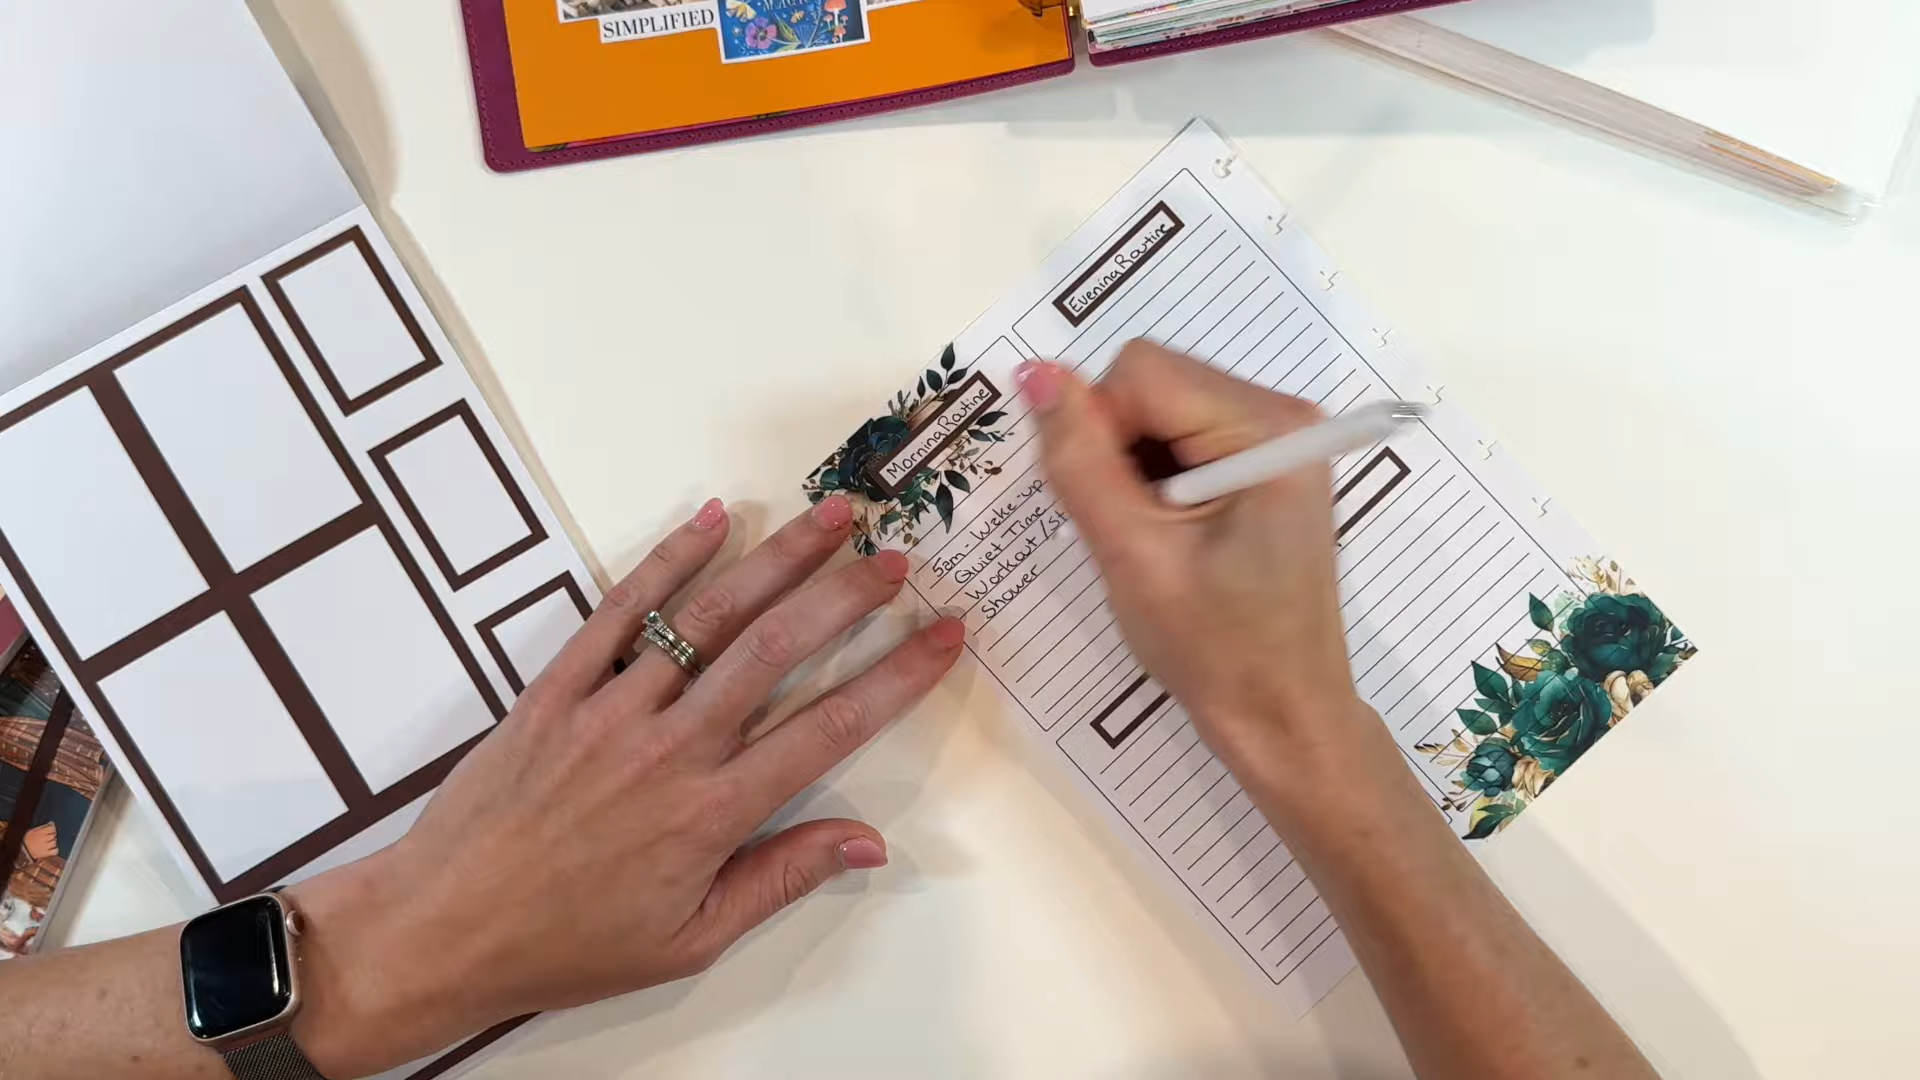 SIMPLIFIED
Evening Routine
Morning Routine
5am - Wake-up
Quiet Time
Workout /
Shower